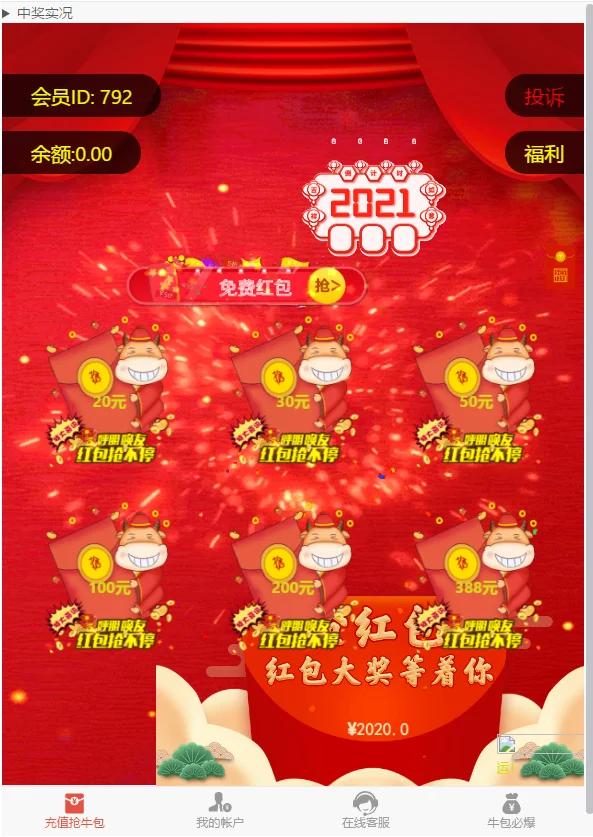 中奖实况
会员ID: 792
投诉
余额:0.00
福利
倒计时
2021
免费红包
抢>
20元
30元
50元
呼朋唤友
红包抢不停
呼朋唤友
红包抢不停
呼朋唤友
红包抢不停
100元
200元
388元
呼朋唤友
红包抢不停
呼朋唤友
红包抢不停
呼朋唤友
红包抢不停
红包
红包大奖等着你
¥2020.0
充值抢牛包
我的帐户
在线客服
牛包必爆